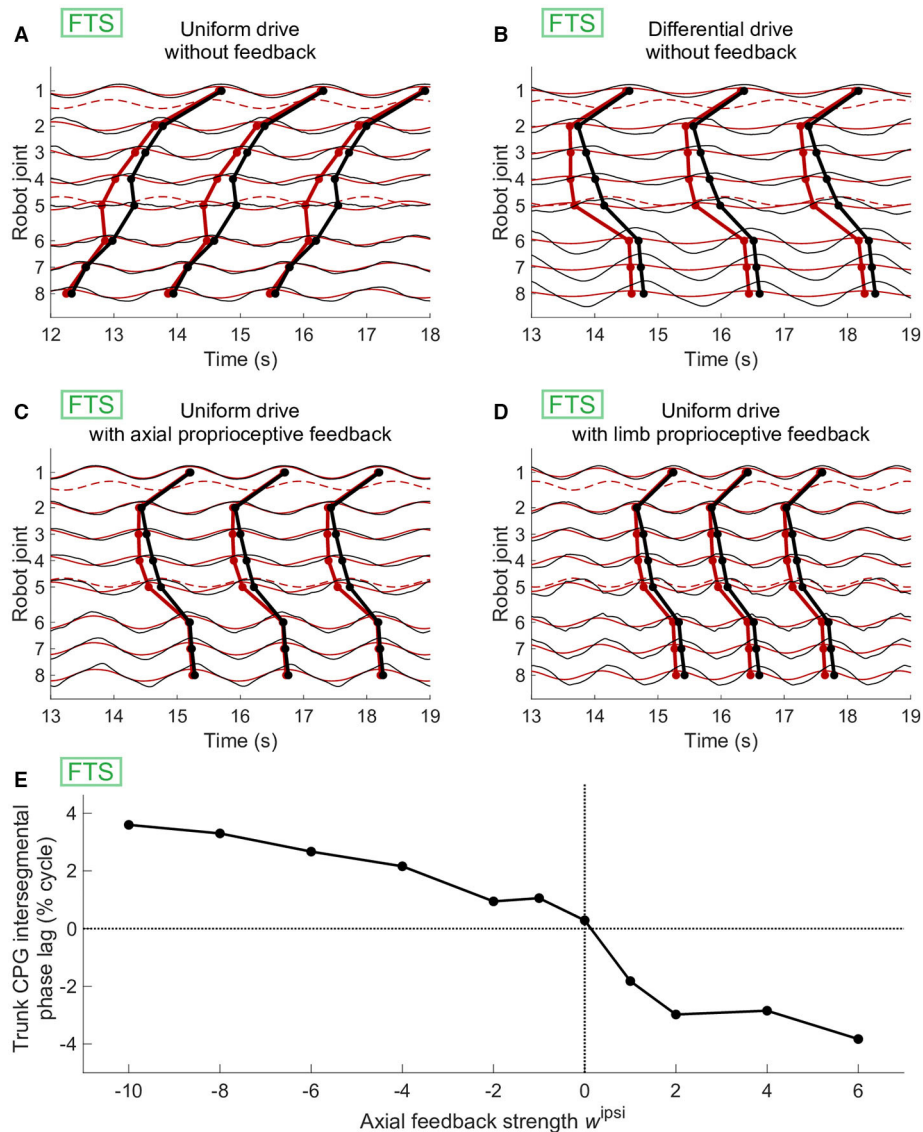 A
FTS
Uniform drive
without feedback
Robot joint
1
2
3
4
5
6
7
8
12 13 14 15 16 17 18
Time (s)
B
FTS
Differential drive
without feedback
Robot joint
1
2
3
4
5
6
7
8
13 14 15 16 17 18 19
Time (s)
C
FTS
Uniform drive
with axial proprioceptive feedback
Robot joint
1
2
3
4
5
6
7
8
13 14 15 16 17 18 19
Time (s)
D
FTS
Uniform drive
with limb proprioceptive feedback
Robot joint
1
2
3
4
5
6
7
8
13 14 15 16 17 18 19
Time (s)
E
FTS
Trunk CPG intersegmental
phase lag (% cycle)
4
2
0
-2
-4
-10 -8 -6 -4 -2 0 2 4 6
Axial feedback strength w^ipsi